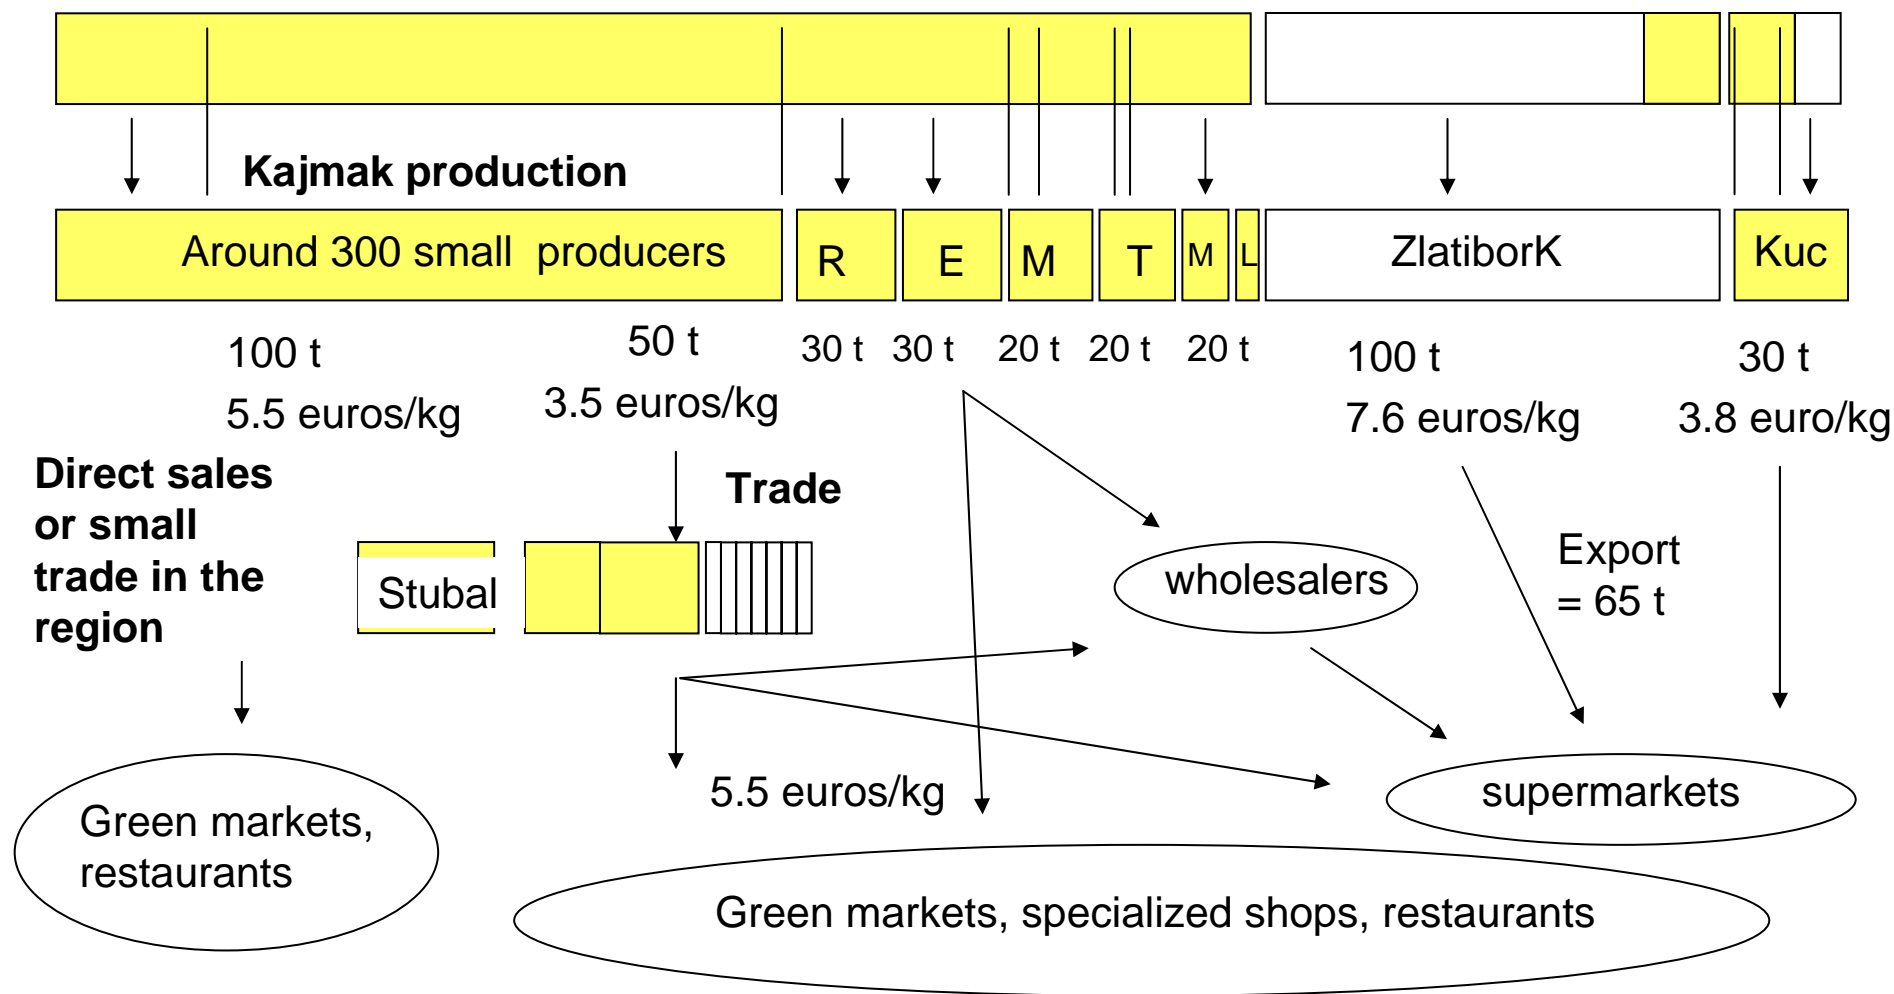 Kajmak production
Around 300 small producers
R
E
M
T
M
L
ZlatiborK
Kuc
100 t
50 t
30 t
30 t
20 t
20 t
20 t
100 t
30 t
5.5 euros/kg
3.5 euros/kg
7.6 euros/kg
3.8 euro/kg
Direct sales
or small
trade in the
region
Trade
Stubal
wholesalers
Export
= 65 t
5.5 euros/kg
supermarkets
Green markets,
restaurants
Green markets, specialized shops, restaurants